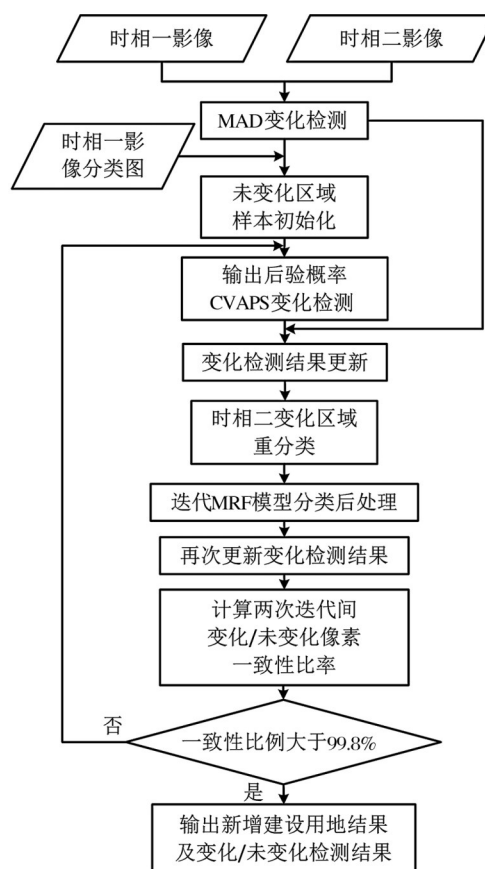 时相一影像
时相二影像
MAD变化检测
时相一影
像分类图
未变化区域
样本初始化
输出后验概率
CVAPS变化检测
变化检测结果更新
时相二变化区域
重分类
迭代MRF模型分类后处理
再次更新变化检测结果
计算两次迭代间
变化/未变化像素
一致性比率
否
一致性比例大于99.8%
是
输出新增建设用地结果
及变化/未变化检测结果